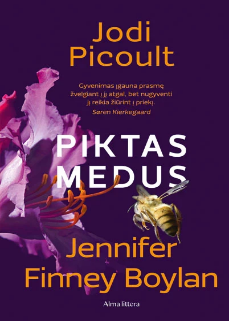 Jodi
Picoult
Gyvenimas įgauna prasmę
žvelgiant į jį atgal, bet nugyventi
jį reikia žiūrint į priekį.
Søren Kierkegaard
PIKTAS
MEDUS
Jennifer
Finney Boylan
Alma littera